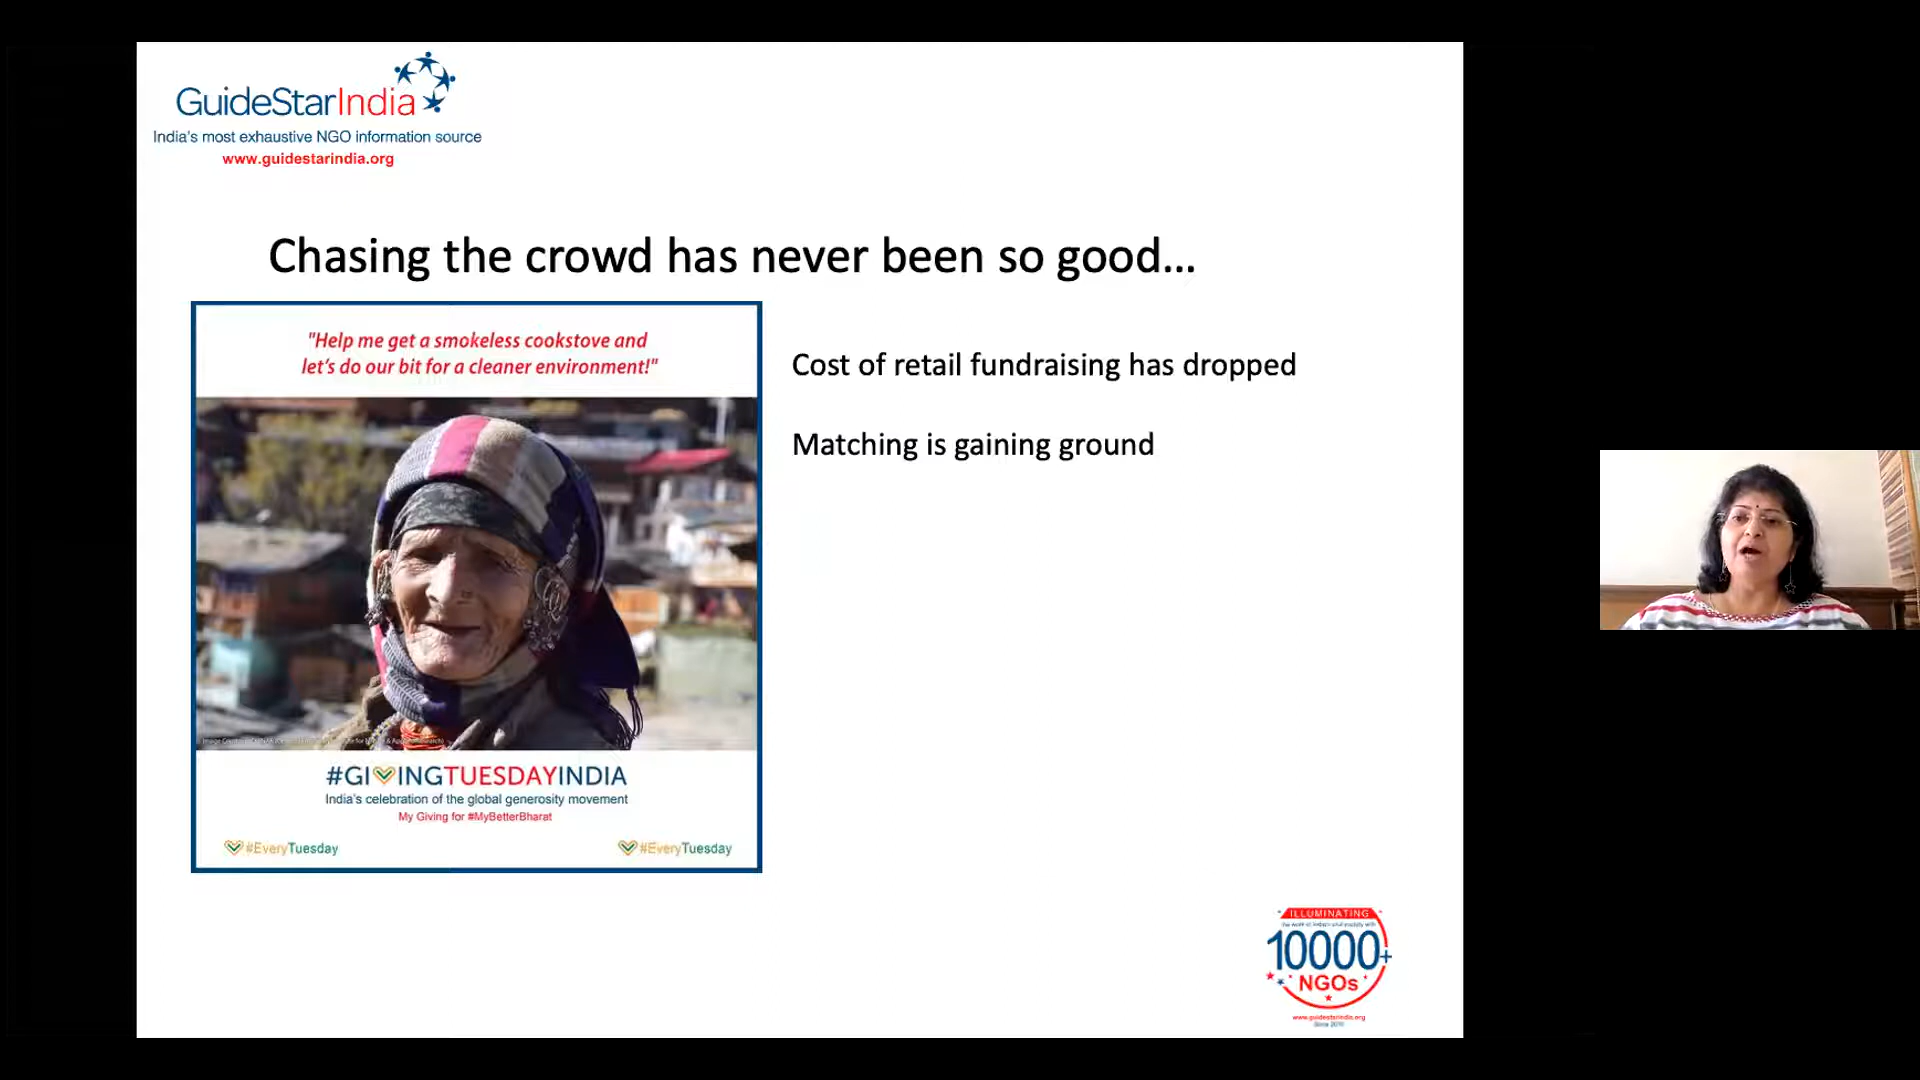 GuideStarIndia
India's most exhaustive NGO information source
www.guidestarindia.org
Chasing the crowd has never been so good...
"Help me get a smokeless cookstove and
let's do our bit for a cleaner environment!"
Cost of retail fundraising has dropped
Matching is gaining ground
#GIVINGTUESDAYINDIA
India's celebration of the global generosity movement
My Giving for #MyBetterBharat
#EveryTuesday
#EveryTuesday
ILLUMINATING
10000+
NGOs
www.guidestarindia.org